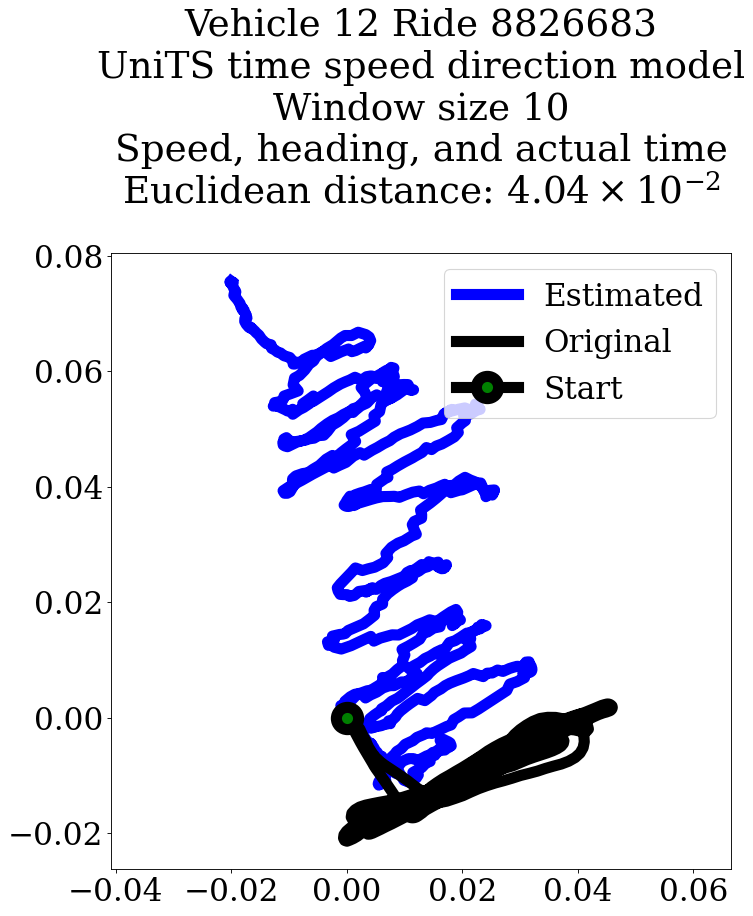 Vehicle 12 Ride 8826683
UniTS time speed direction model
Window size 10
Speed, heading, and actual time
Euclidean distance: 4.04 × 10⁻²
Estimated
Original
Start
0.08
0.06
0.04
0.02
0.00
−0.02
−0.04 −0.02 0.00 0.02 0.04 0.06